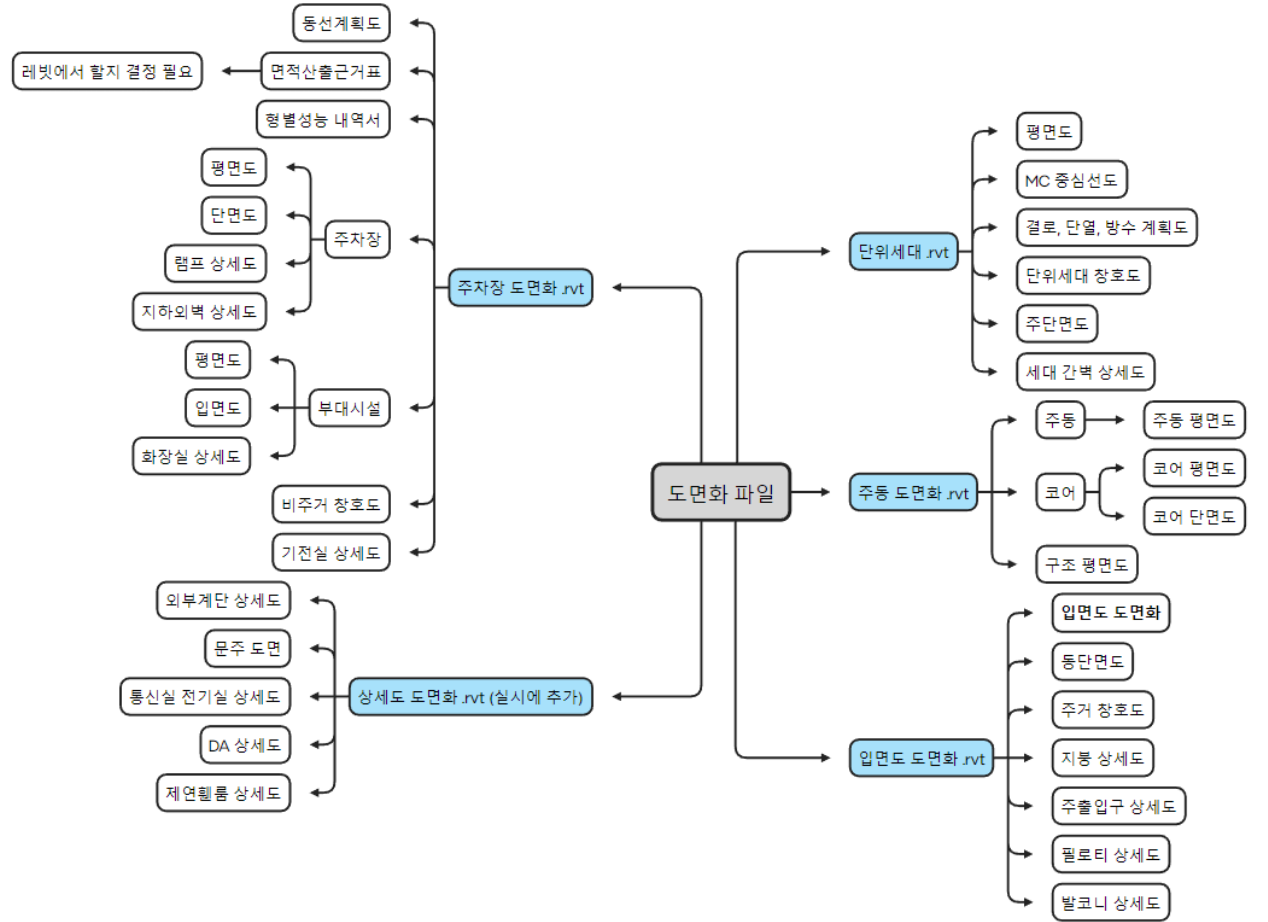 도면화 파일
단위세대 .rvt
평면도
MC 중심선도
결로, 단열, 방수 계획도
단위세대 창호도
주단면도
세대 간벽 상세도
주동 도면화 .rvt
주동
주동 평면도
코어
코어 평면도
코어 단면도
구조 평면도
입면도 도면화 .rvt
입면도 도면화
동단면도
주거 창호도
지붕 상세도
주출입구 상세도
필로티 상세도
발코니 상세도
주차장 도면화 .rvt
동선계획도
면적산출근거표
레빗에서 할지 결정 필요
형별성능 내역서
주차장
평면도
단면도
램프 상세도
지하외벽 상세도
부대시설
평면도
입면도
화장실 상세도
비주거 창호도
기전실 상세도
상세도 도면화 .rvt (실시에 추가)
외부계단 상세도
문주 도면
통신실 전기실 상세도
DA 상세도
제연휀룸 상세도